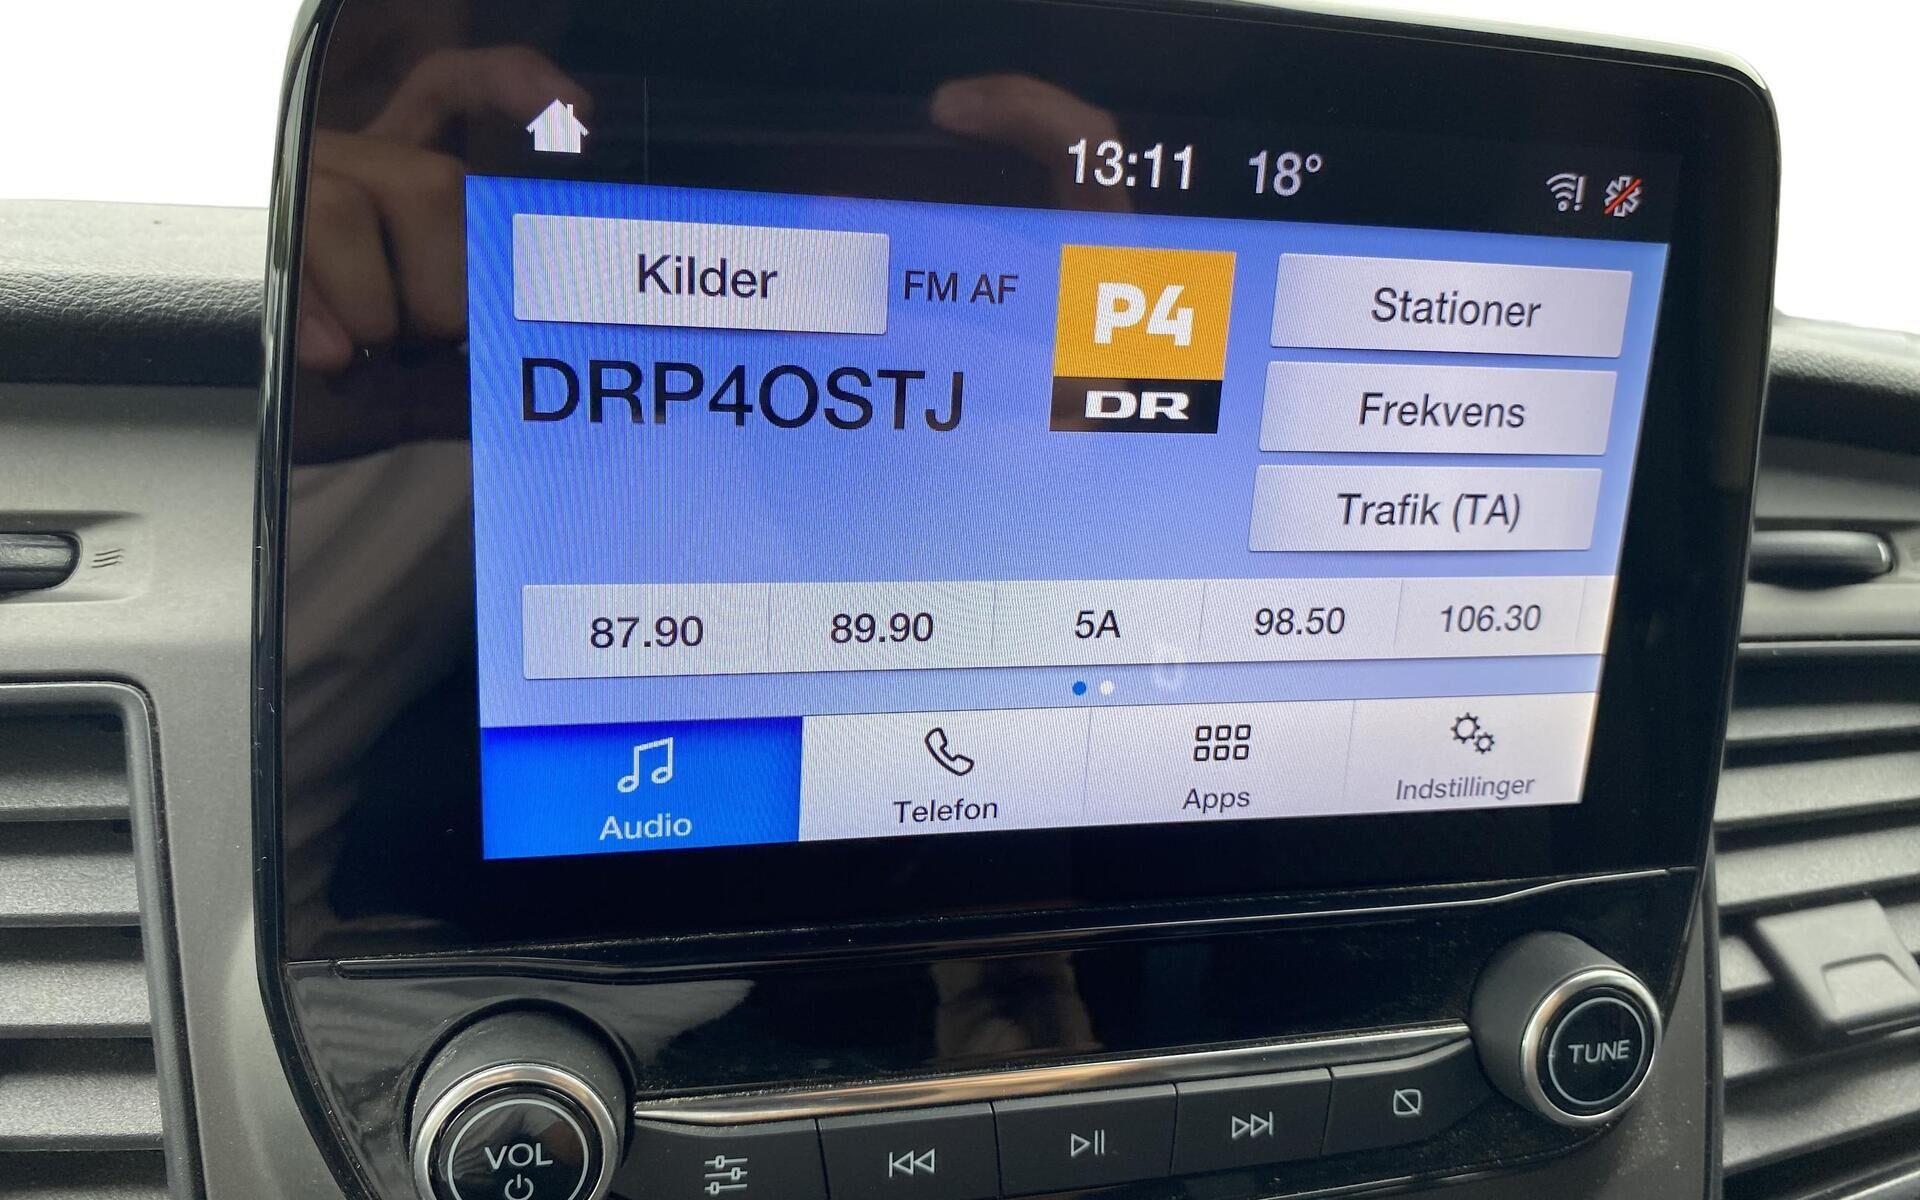 13:11 18°
Kilder FM AF
P4
DR
DRP4OSTJ
Stationer
Frekvens
Trafik (TA)
87.90 89.90 5A 98.50 106.30
Audio Telefon Apps Indstillinger
TUNE
VOL